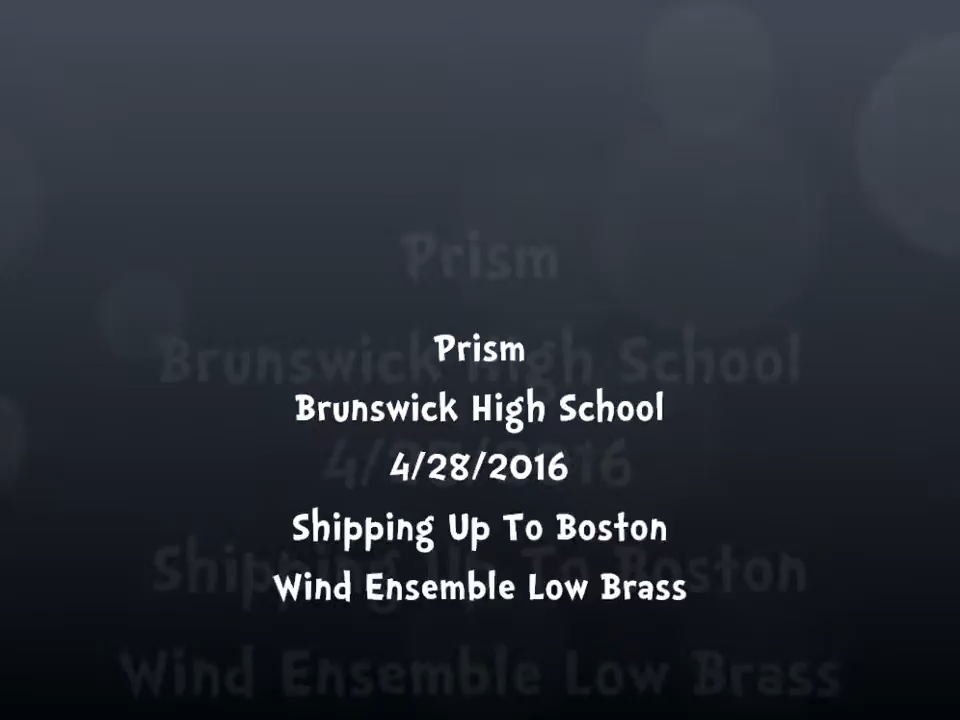 Prism
Brunswick High School
4/28/2016
Shipping Up To Boston
Wind Ensemble Low Brass